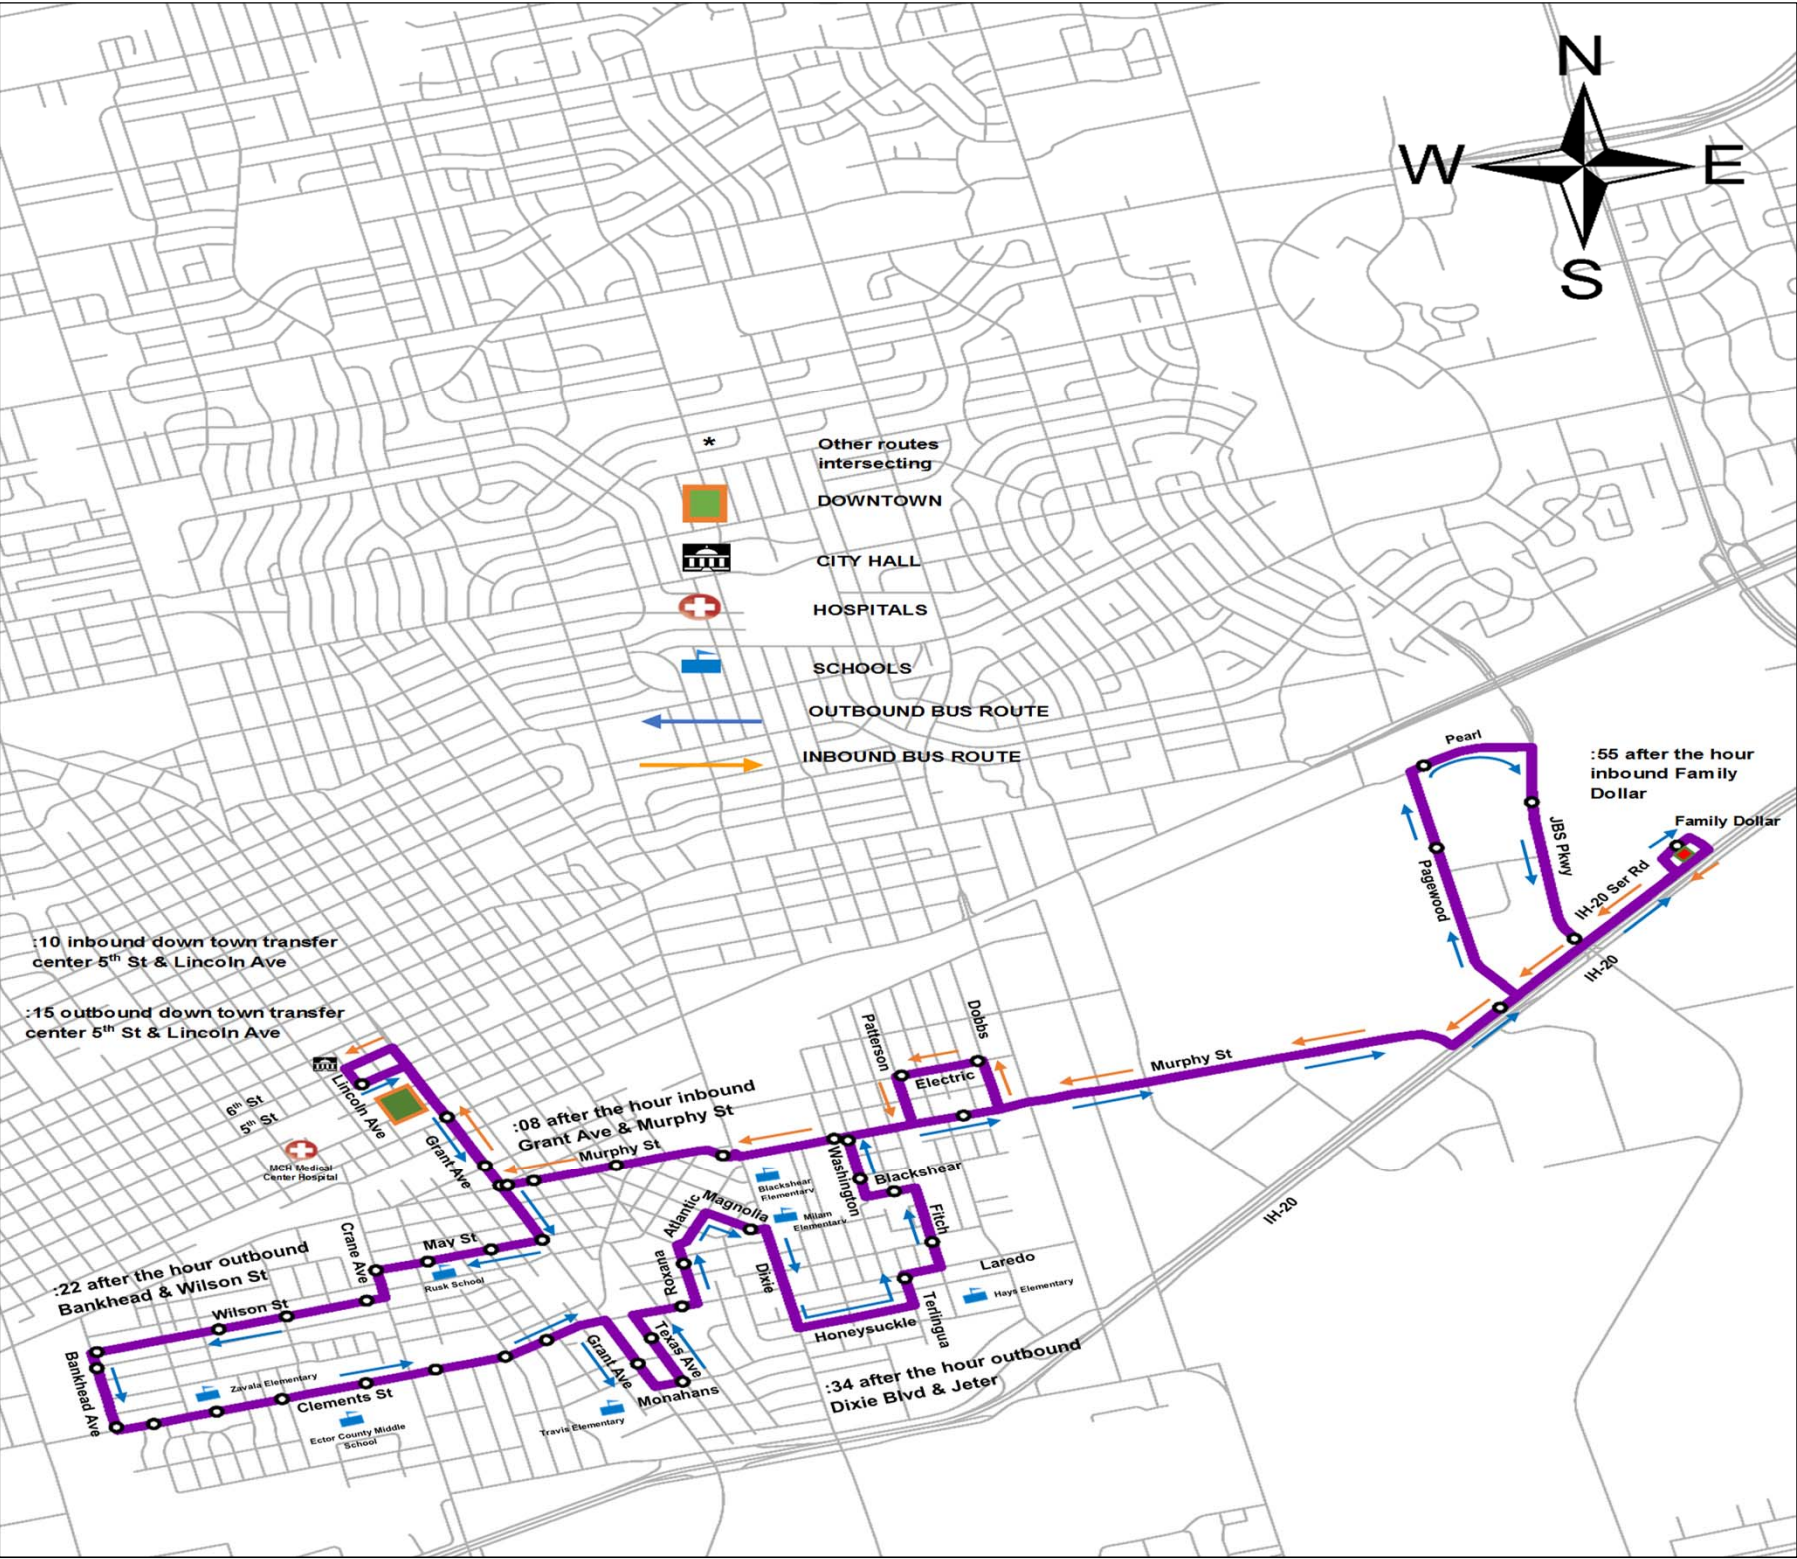 N
W
E
S
*
Other routes
intersecting
DOWNTOWN
CITY HALL
HOSPITALS
SCHOOLS
OUTBOUND BUS ROUTE
INBOUND BUS ROUTE
Pearl
:55 after the hour
inbound Family
Dollar
Family Dollar
JBS Pkwy
Pagewood
IH-20 Ser Rd
IH-20
:10 inbound down town transfer
center 5th St & Lincoln Ave
:15 outbound down town transfer
center 5th St & Lincoln Ave
Lincoln Ave
6th St
5th St
MCH Medical
Center Hospital
Grant Ave
:08 after the hour inbound
Grant Ave & Murphy St
Murphy St
Patterson
Dobbs
Electric
Murphy St
Washington
Blackshear
Blackshear
Elementary
Milam
Elementary
Fitch
Atlantic
Magnolia
Roxana
Dixie
Laredo
Hays Elementary
Terlingua
Honeysuckle
IH-20
Crane Ave
May St
Rusk School
:22 after the hour outbound
Bankhead & Wilson St
Wilson St
Bankhead Ave
Zavala Elementary
Clements St
Ector County Middle
School
Grant Ave
Texas Ave
Monahans
Travis Elementary
:34 after the hour outbound
Dixie Blvd & Jeter